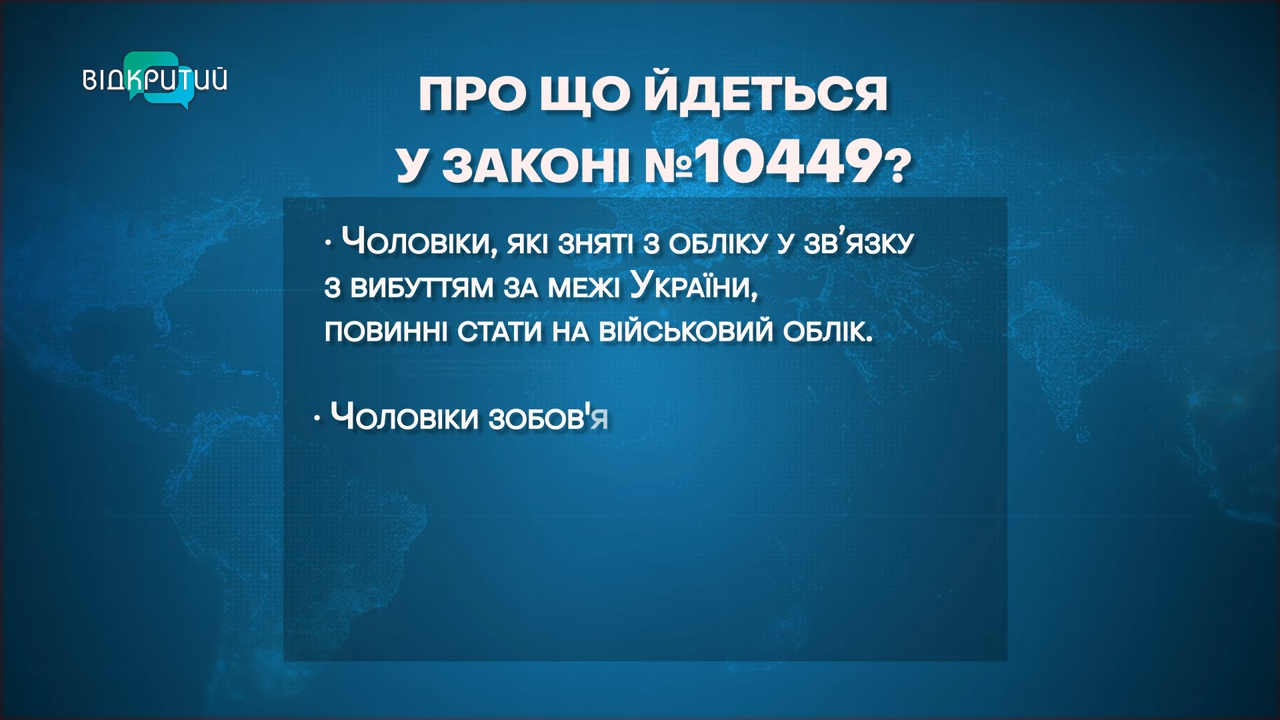 ВІДКРИТИЙ
ПРО ЩО ЙДЕТЬСЯ
У ЗАКОНІ №10449?
· Чоловіки, які зняті з обліку у зв’язку
з вибуттям за межі України,
повинні стати на військовий облік.
· Чоловіки зобов'я